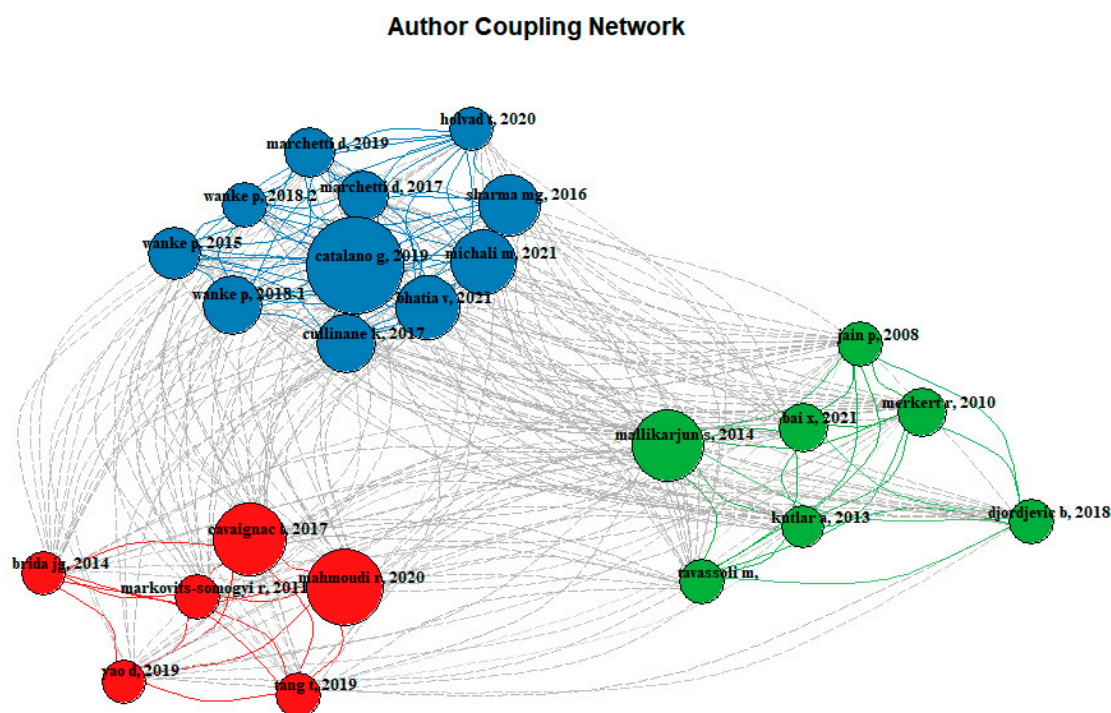 Author Coupling Network
holvad t, 2020
marchetti d, 2019
marchetti d, 2017
wanke p, 2018-2
sharma mg, 2016
wanke p, 2015
catalano g, 2019
michali m, 2021
wanke p, 2018-1
bhatia v, 2021
cullinane k, 2017
jain p, 2008
merkert r, 2010
bai x, 2021
mallikarjun s, 2014
djordjevic b, 2018
kutlar a, 2013
cavaignac l, 2017
brida jg, 2014
tavassoli m,
mahmoudi r, 2020
markovits-somogyi r, 2011
yao d, 2019
tang t, 2019